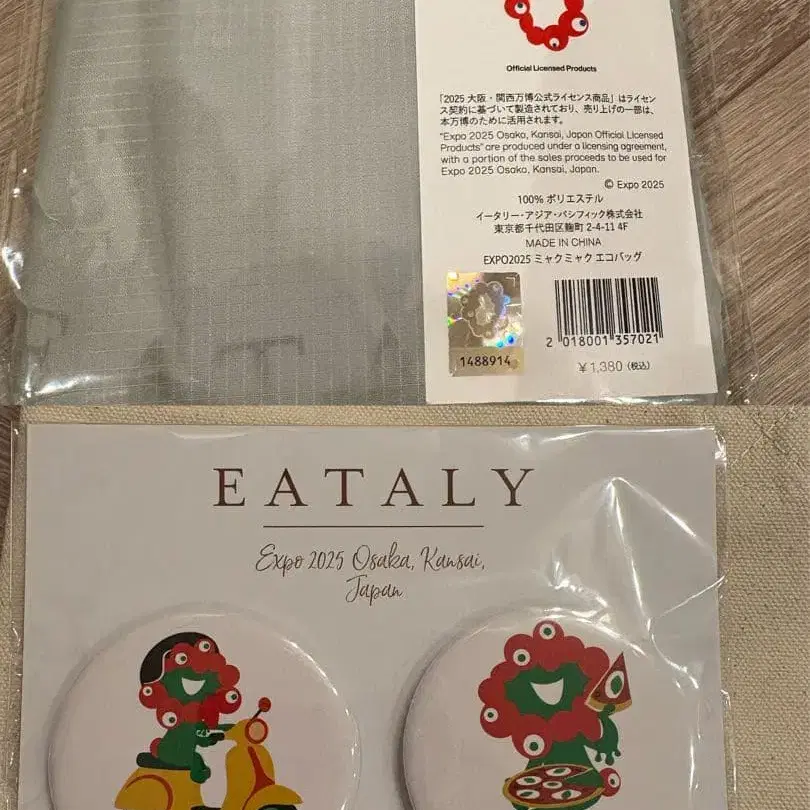 Official Licensed Products
「2025 大阪・関西万博公式ライセンス商品」はライセン
ス契約に基づいて製造されており、売り上げの一部は、
本万博のために活用されます。
"Expo 2025 Osaka, Kansai, Japan Official Licensed
Products" are produced under a licensing agreement,
with a portion of the sales proceeds to be used for
Expo 2025 Osaka, Kansai, Japan.
© Expo 2025
100% ポリエステル
イータリー・アジア・パシフィック株式会社
東京都千代田区麹町 2-4-11 4F
MADE IN CHINA
EXPO2025 ミャクミャク エコバッグ
1488914
2 018001 357021
¥1,380 (税込)
EATALY
Expo 2025 Osaka, Kansai,
Japan